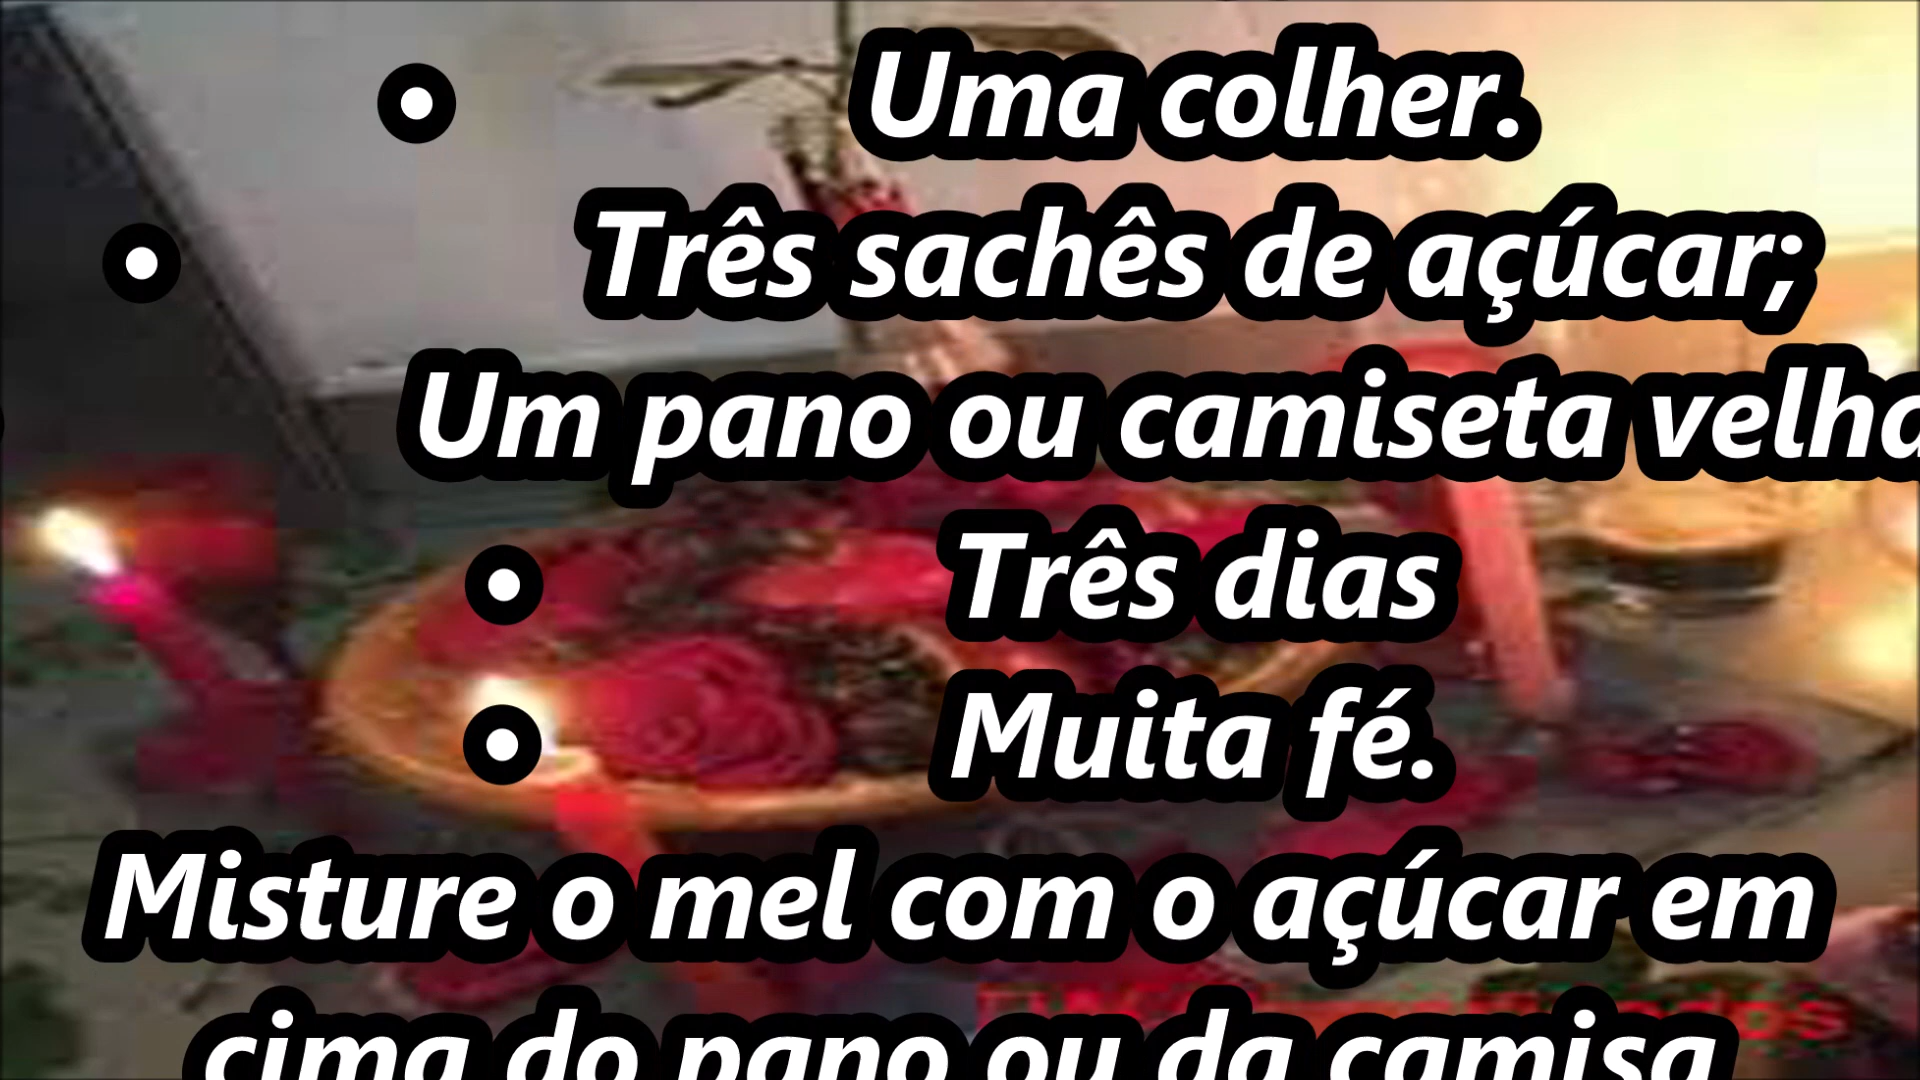 • Uma colher.
• Três sachês de açúcar;
Um pano ou camiseta velha
• Três dias
• Muita fé.
Misture o mel com o açúcar em
cima do pano ou da camisa